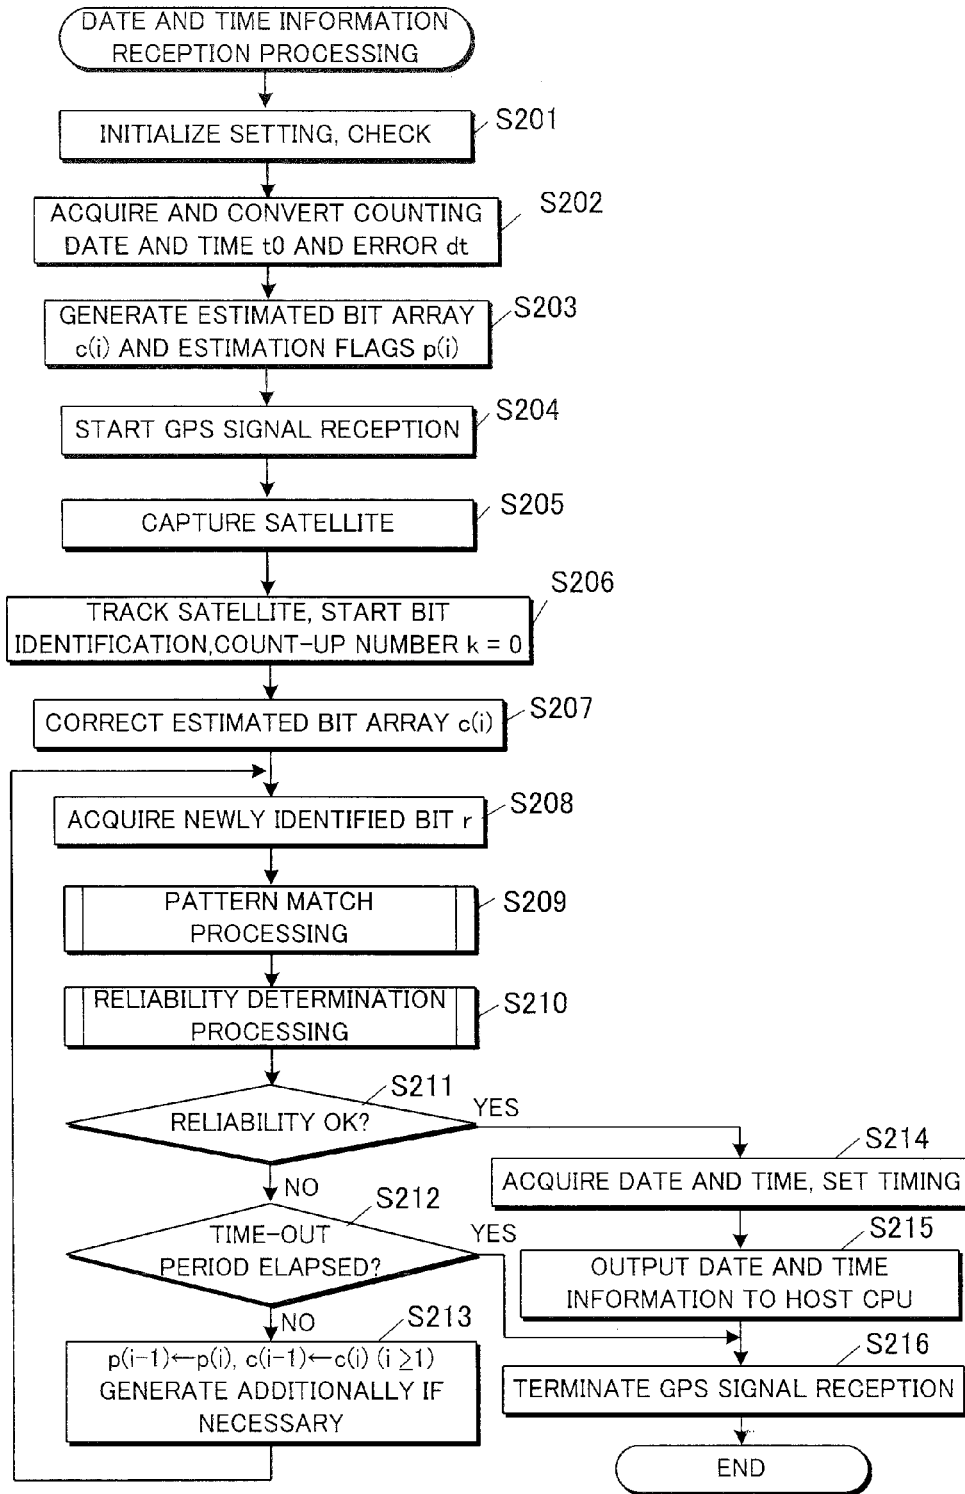 DATE AND TIME INFORMATION
RECEPTION PROCESSING
S201
INITIALIZE SETTING, CHECK
S202
ACQUIRE AND CONVERT COUNTING
DATE AND TIME t0 AND ERROR dt
S203
GENERATE ESTIMATED BIT ARRAY
c(i) AND ESTIMATION FLAGS p(i)
S204
START GPS SIGNAL RECEPTION
S205
CAPTURE SATELLITE
S206
TRACK SATELLITE, START BIT
IDENTIFICATION,COUNT-UP NUMBER k = 0
S207
CORRECT ESTIMATED BIT ARRAY c(i)
S208
ACQUIRE NEWLY IDENTIFIED BIT r
PATTERN MATCH
PROCESSING
S209
RELIABILITY DETERMINATION
PROCESSING
S210
S211
RELIABILITY OK?
YES
NO
S212
TIME-OUT
PERIOD ELAPSED?
YES
NO
S213
p(i-1)←p(i), c(i-1)←c(i) (i ≥1)
GENERATE ADDITIONALLY IF
NECESSARY
S214
ACQUIRE DATE AND TIME, SET TIMING
S215
OUTPUT DATE AND TIME
INFORMATION TO HOST CPU
S216
TERMINATE GPS SIGNAL RECEPTION
END